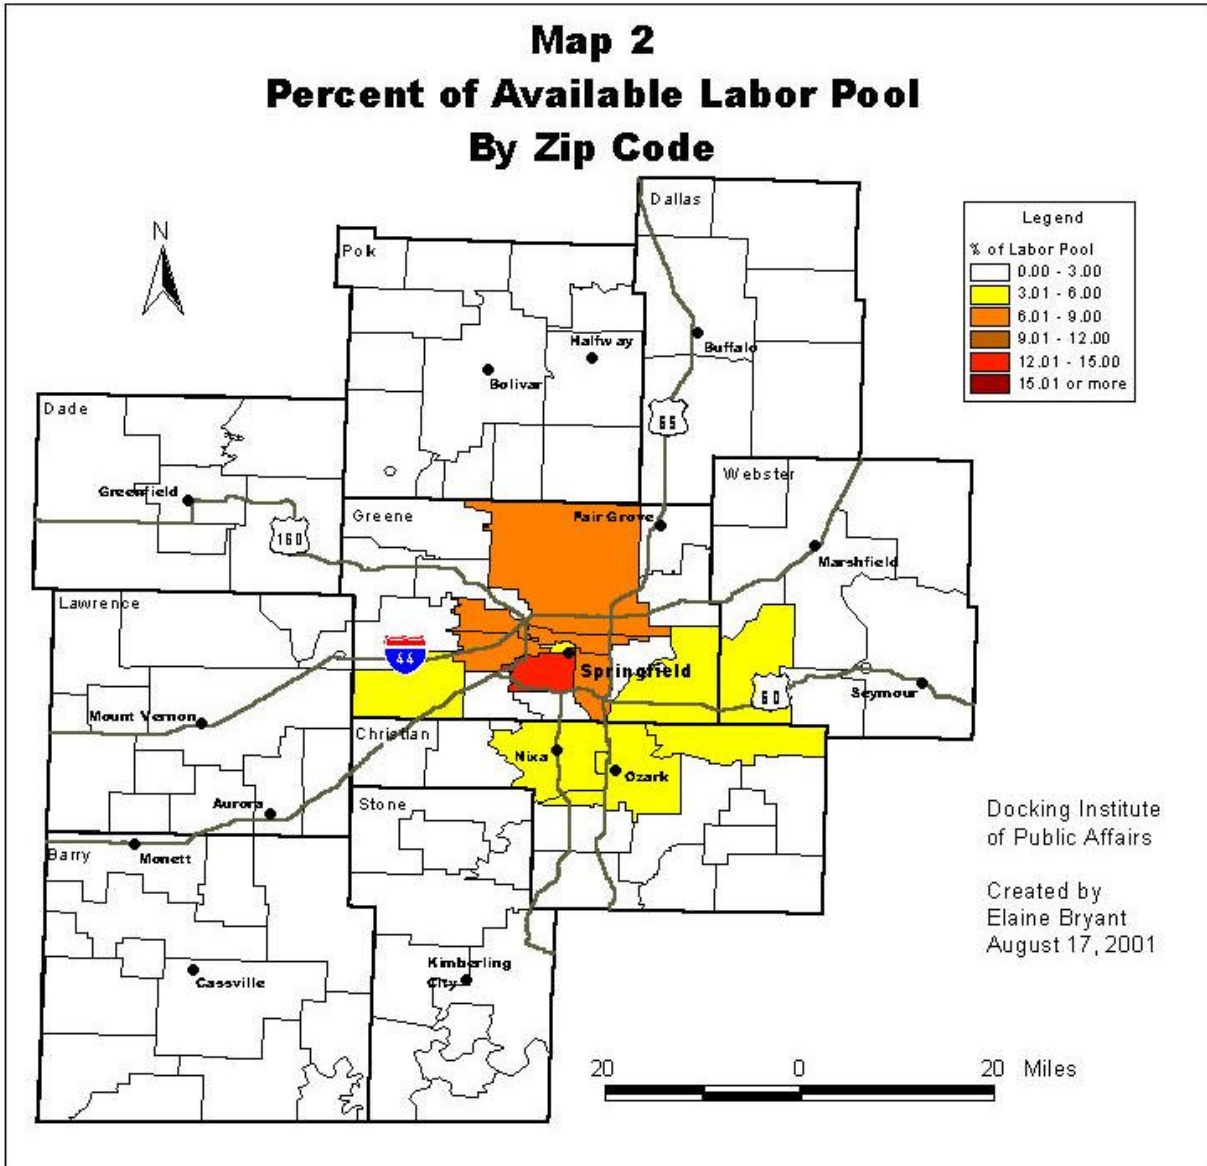 Map 2
Percent of Available Labor Pool
By Zip Code
N
Dallas
Polk
Legend
% of Labor Pool
0.00 - 3.00
3.01 - 6.00
6.01 - 9.00
9.01 - 12.00
12.01 - 15.00
15.01 or more
Halfway
Buffalo
Bolivar
Dade
65
Webster
Greenfield
Greene
Fair Grove
160
Marshfield
Lawrence
44
Springfield
60
Seymour
Mount Vernon
Christian
Nixa
Ozark
Aurora
Stone
Docking Institute
of Public Affairs
Barry
Monett
Created by
Elaine Bryant
August 17, 2001
Kimberling
City
Cassville
20 0 20 Miles